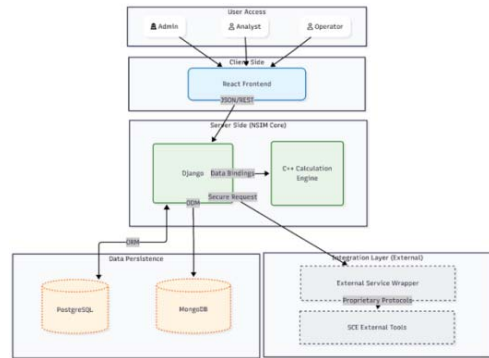 User Access
Admin
Analyst
Operator
Client Side
React Frontend
JSON/REST
Server Side (NSIM Core)
Django
Data Bindings
C++ Calculation
Engine
Secure Request
ODM
ORM
Data Persistence
PostgreSQL
MongoDB
Integration Layer (External)
External Service Wrapper
Proprietary Protocols
SCE External Tools